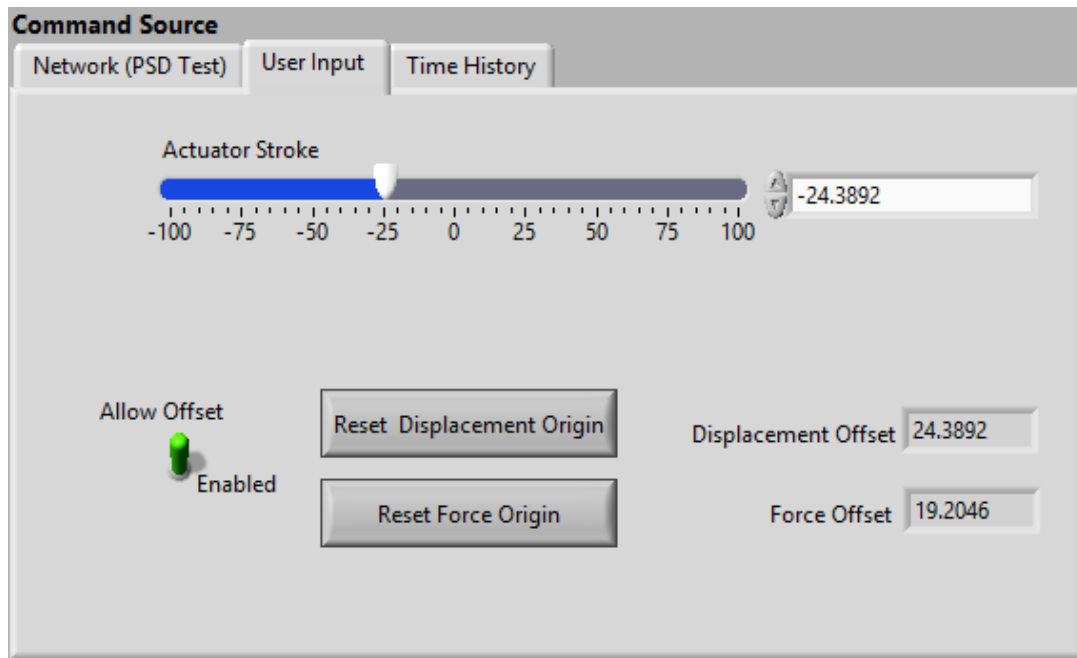 Command Source
Network (PSD Test) User Input Time History
Actuator Stroke
-24.3892
-100 -75 -50 -25 0 25 50 75 100
Allow Offset
Enabled
Reset Displacement Origin
Displacement Offset 24.3892
Reset Force Origin
Force Offset 19.2046